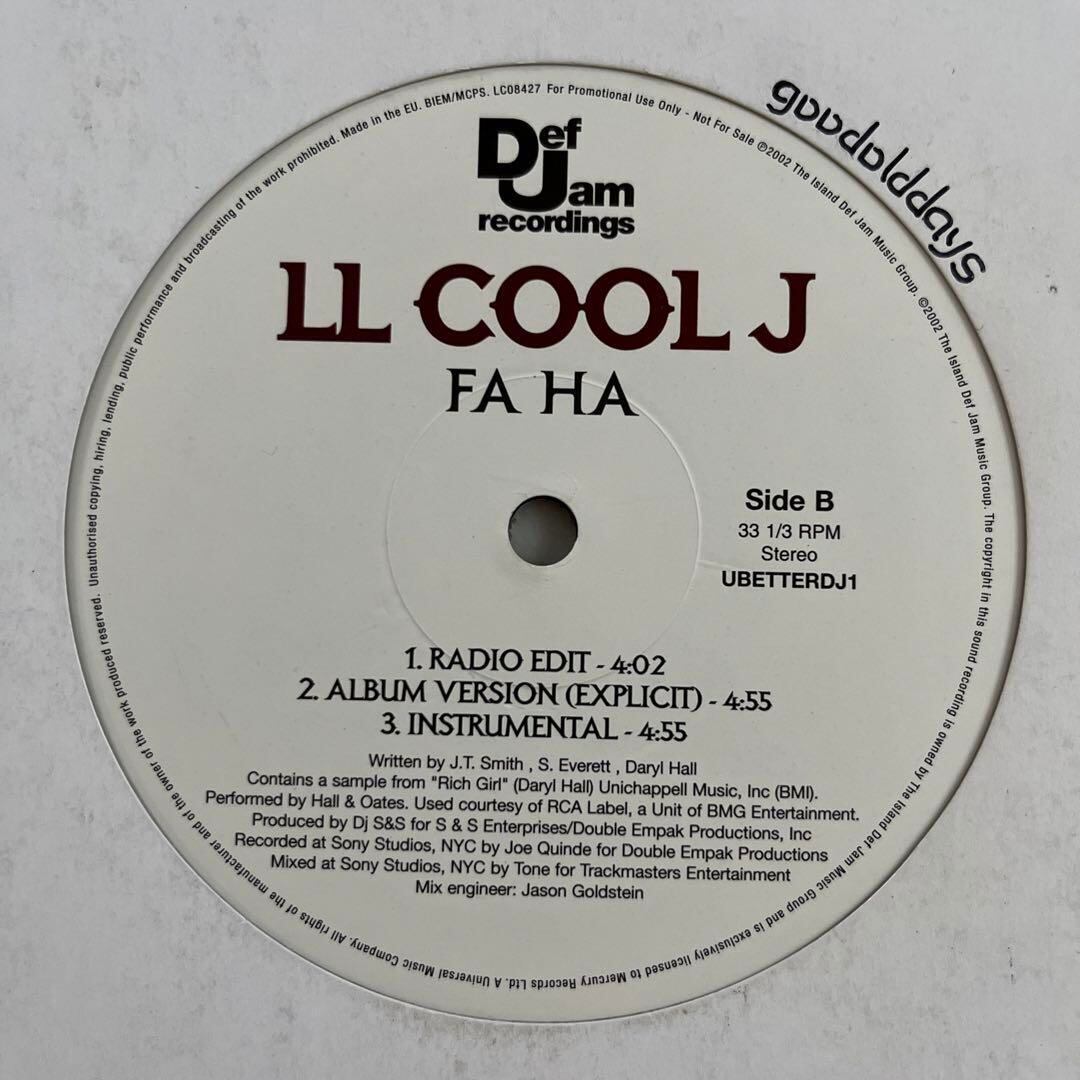 Def
Jam
recordings
LL COOL J
FA HA
Side B
33 1/3 RPM
Stereo
UBETTERDJ1
1. RADIO EDIT - 4:02
2. ALBUM VERSION (EXPLICIT) - 4:55
3. INSTRUMENTAL - 4:55
Written by J.T. Smith , S. Everett , Daryl Hall
Contains a sample from "Rich Girl" (Daryl Hall) Unichappell Music, Inc (BMI).
Performed by Hall & Oates. Used courtesy of RCA Label, a Unit of BMG Entertainment.
Produced by Dj S&S for S & S Enterprises/Double Empak Productions, Inc
Recorded at Sony Studios, NYC by Joe Quinde for Double Empak Productions
Mixed at Sony Studios, NYC by Tone for Trackmasters Entertainment
Mix engineer: Jason Goldstein
For Promotional Use Only - Not For Sale ℗2002 The Island Def Jam Music Group. ©2002 The Island Def Jam Music Group. The copyright in this sound recording is owned by The Island Def Jam Music Group and is exclusively licensed to Mercury Records Ltd. A Universal Music Company. All rights of the manufacturer and of the owner of the work produced reserved. Unauthorised copying, hiring, lending, public performance and broadcasting of the work prohibited. Made in the EU. BIEM/MCPS. LC08427
goodolddays